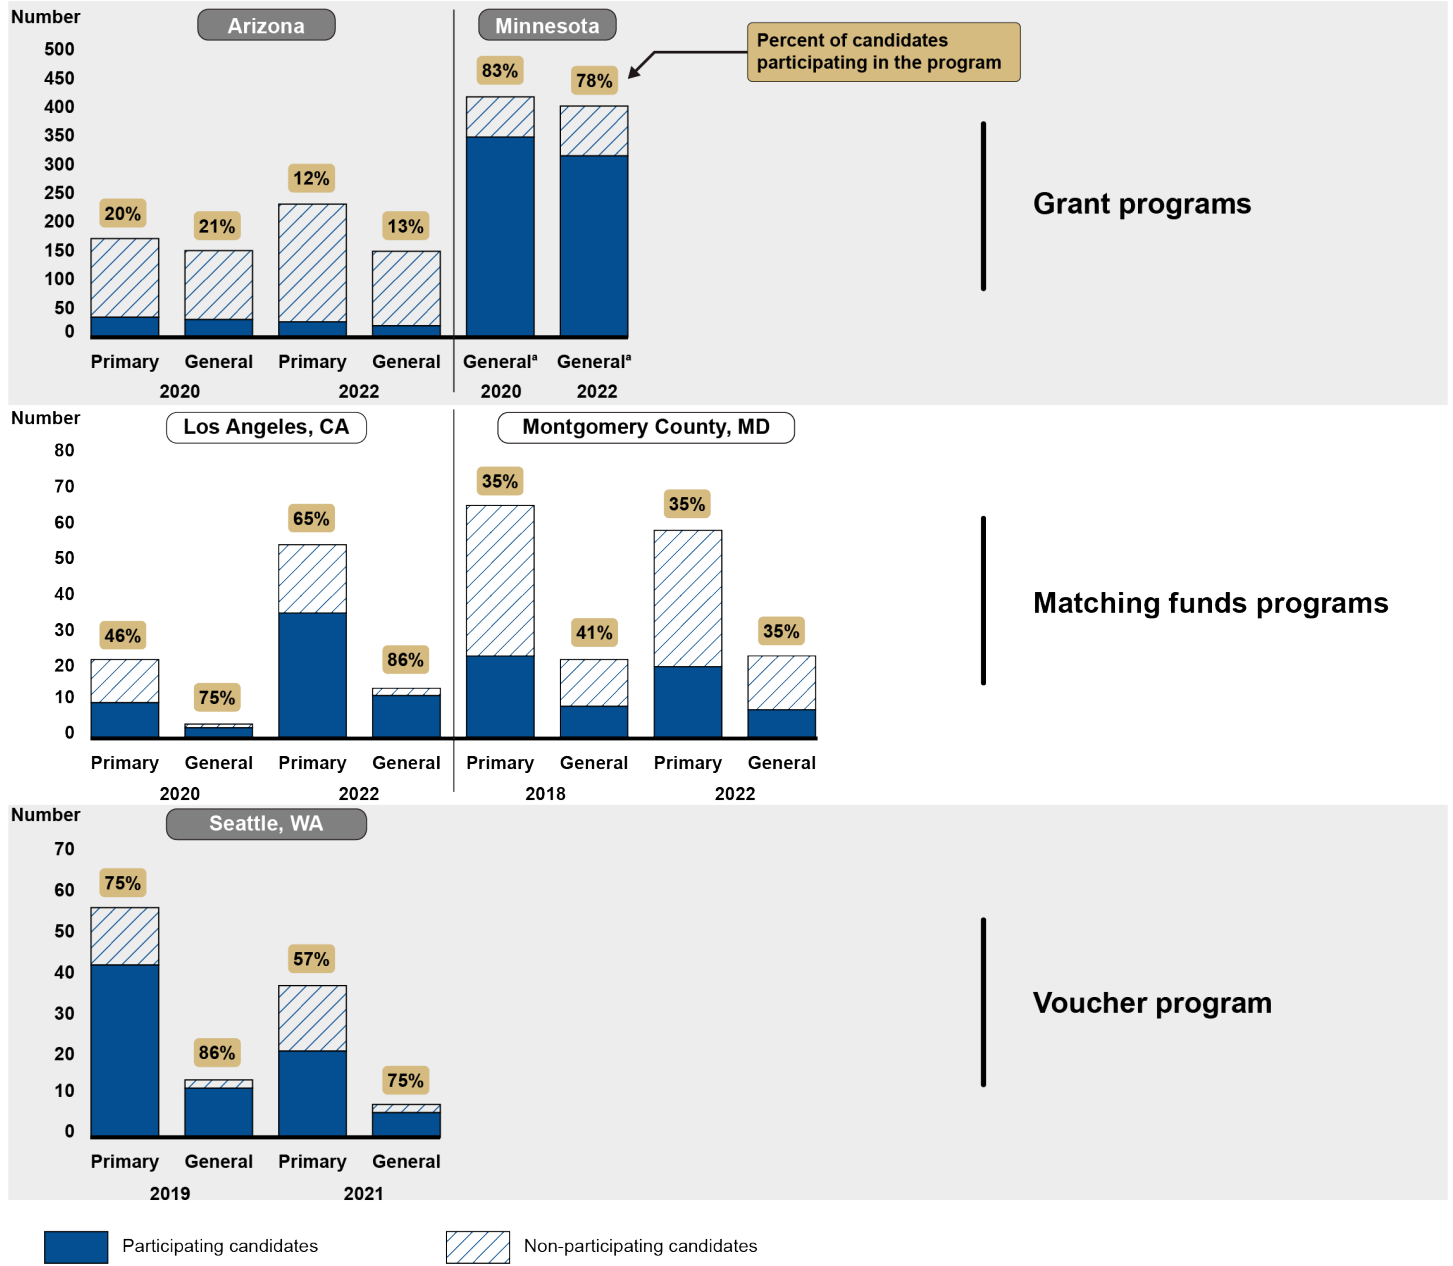 Number
Arizona
Minnesota
Percent of candidates
participating in the program
500
450
400
350
300
250
200
150
100
50
0
20%
21%
12%
13%
83%
78%
Primary
General
Primary
General
Generalª
Generalª
2020
2022
2020
2022
Grant programs
Number
Los Angeles, CA
Montgomery County, MD
80
70
60
50
40
30
20
10
0
46%
75%
65%
86%
35%
41%
35%
35%
Primary
General
Primary
General
Primary
General
Primary
General
2020
2022
2018
2022
Matching funds programs
Number
Seattle, WA
70
60
50
40
30
20
10
0
75%
86%
57%
75%
Primary
General
Primary
General
2019
2021
Voucher program
Participating candidates
Non-participating candidates